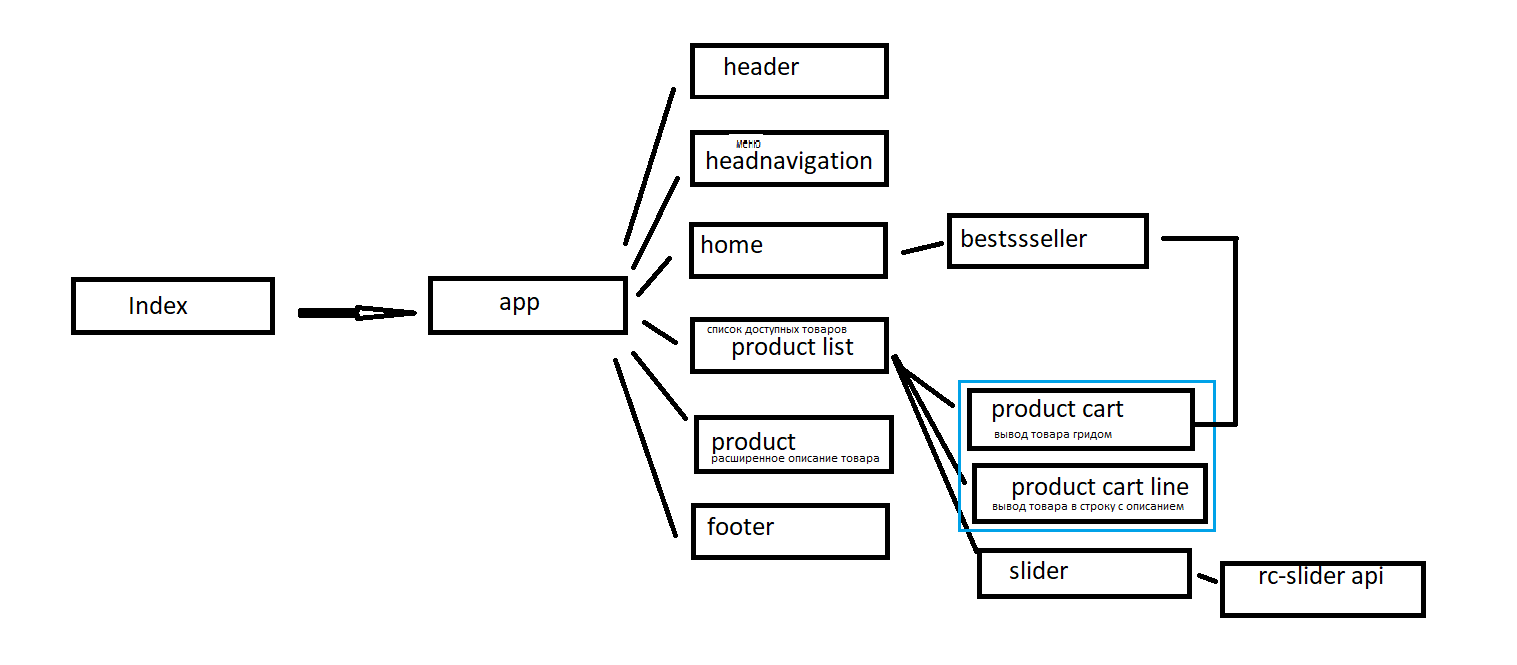 header
меню
headnavigation
home
bestssseller
Index
app
список доступных товаров
product list
product cart
вывод товара гридом
product
расширенное описание товара
product cart line
вывод товара в строку с описанием
footer
slider
rc-slider api